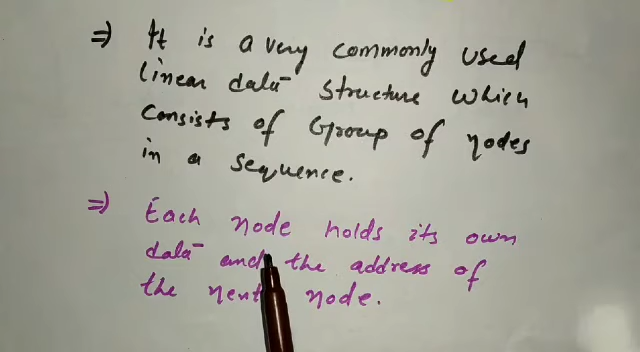 ⇒ It is a very commonly used
linear data structure which
consists of Group of nodes
in a sequence.
⇒ Each node holds its own
data and the address of
the next node.